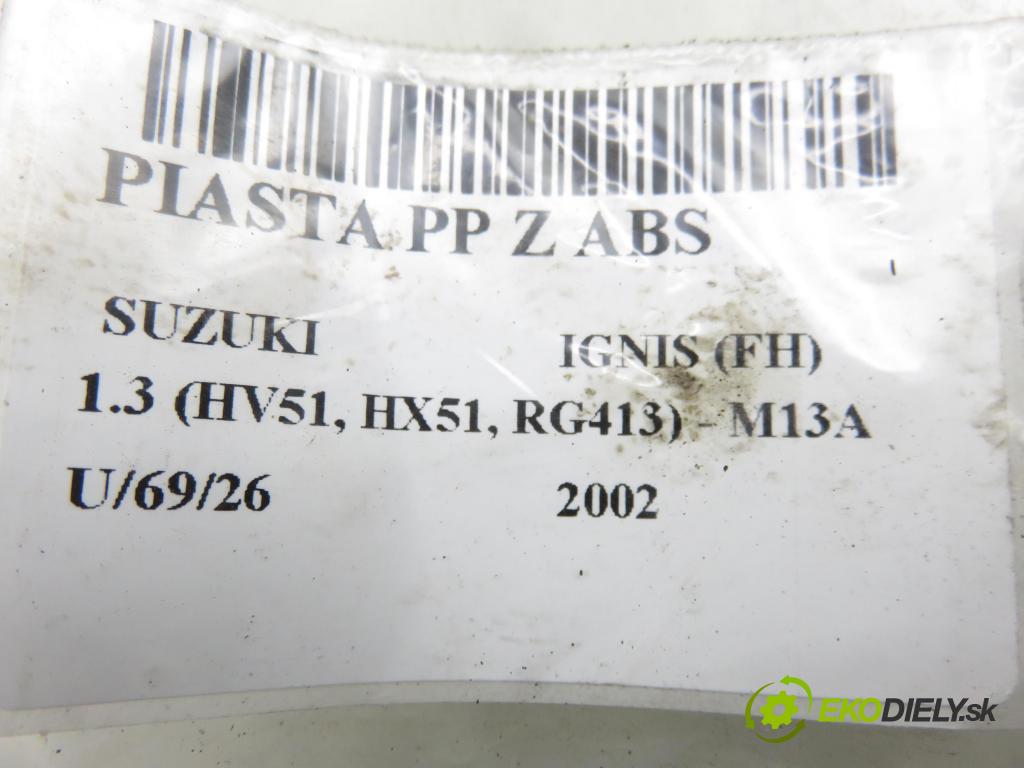 PIASTA PP Z ABS
SUZUKI IGNIS (FH)
1.3 (HV51, HX51, RG413) - M13A
U/69/26 2002
EKODIELY.sk